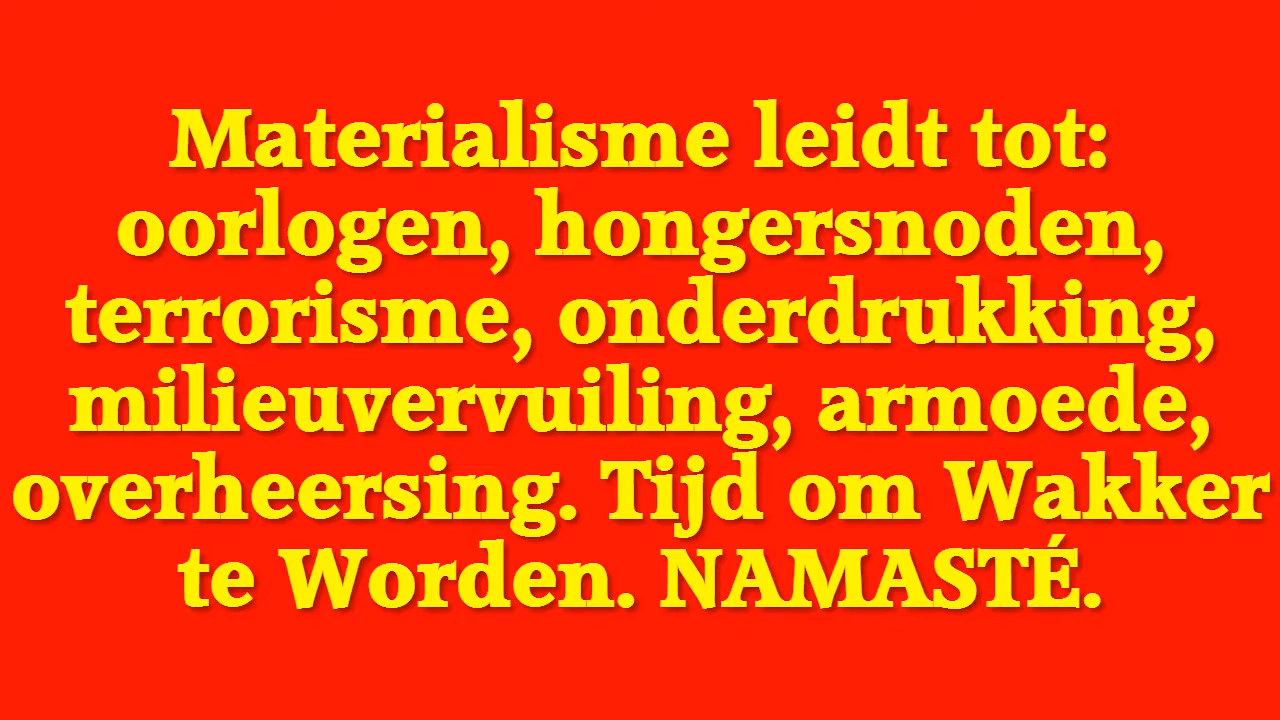 Materialisme leidt tot:
oorlogen, hongersnoden,
terrorisme, onderdrukking,
milieuvervuiling, armoede,
overheersing. Tijd om Wakker
te Worden. NAMASTÉ.